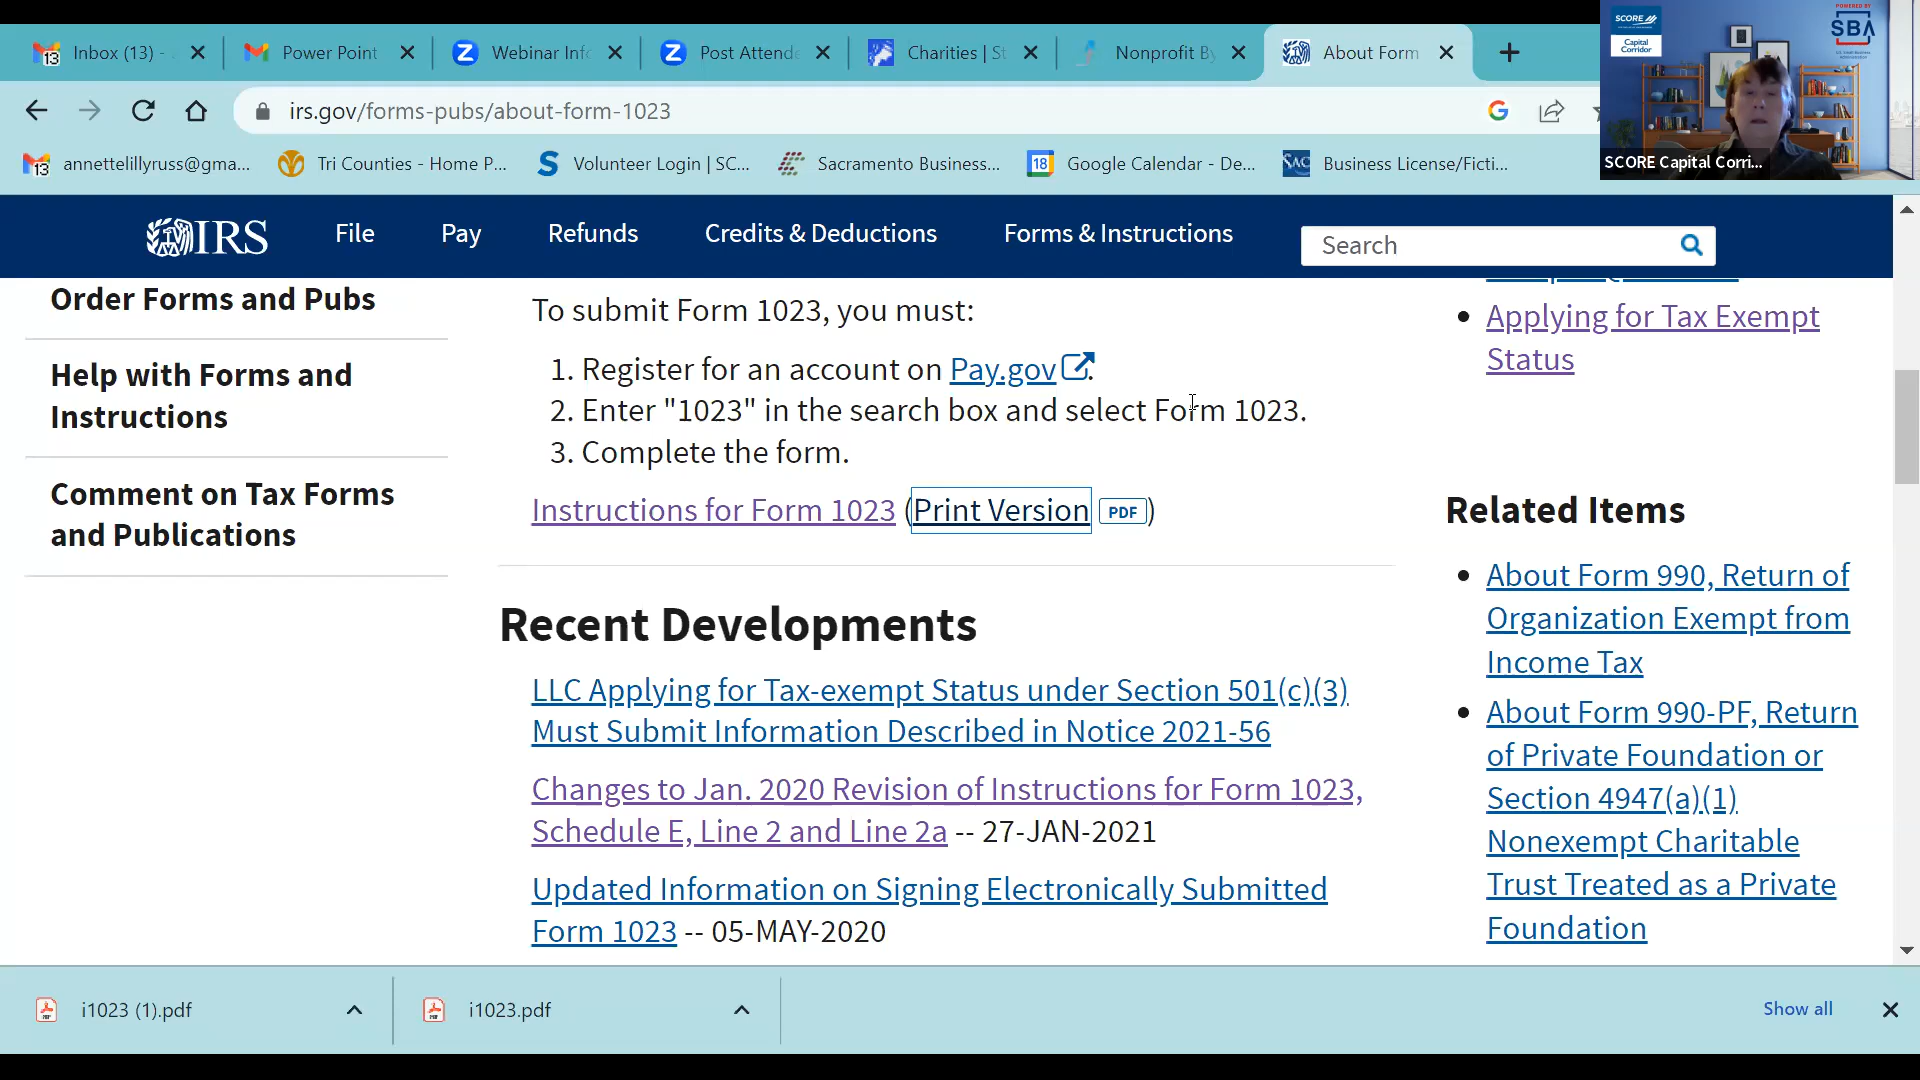 Inbox (13) -
Power Point
Webinar Info
Post Attende
Charities | St
Nonprofit By
About Form
irs.gov/forms-pubs/about-form-1023
annettelillyruss@gma...
Tri Counties - Home P...
Volunteer Login | SC...
Sacramento Business...
Google Calendar - De...
Business License/Ficti...
SCORE
Capital
Corridor
POWERED BY
SBA
SCORE Capital Corri...
IRS
File
Pay
Refunds
Credits & Deductions
Forms & Instructions
Search
Order Forms and Pubs
Help with Forms and
Instructions
Comment on Tax Forms
and Publications
To submit Form 1023, you must:
1. Register for an account on Pay.gov.
2. Enter "1023" in the search box and select Form 1023.
3. Complete the form.
Instructions for Form 1023 (Print Version PDF)
Recent Developments
LLC Applying for Tax-exempt Status under Section 501(c)(3)
Must Submit Information Described in Notice 2021-56
Changes to Jan. 2020 Revision of Instructions for Form 1023,
Schedule E, Line 2 and Line 2a -- 27-JAN-2021
Updated Information on Signing Electronically Submitted
Form 1023 -- 05-MAY-2020
Applying for Tax Exempt
Status
Related Items
About Form 990, Return of
Organization Exempt from
Income Tax
About Form 990-PF, Return
of Private Foundation or
Section 4947(a)(1)
Nonexempt Charitable
Trust Treated as a Private
Foundation
i1023 (1).pdf
i1023.pdf
Show all